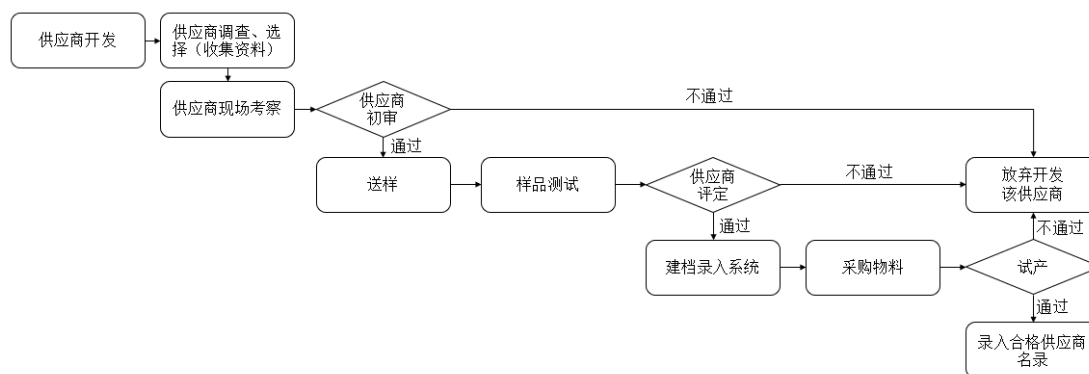 供应商开发
供应商调查、选
择（收集资料）
供应商现场考察
供应商
初审
不通过
通过
送样
样品测试
供应商
评定
不通过
放弃开发
该供应商
通过
不通过
建档录入系统
采购物料
试产
通过
录入合格供应商
名录